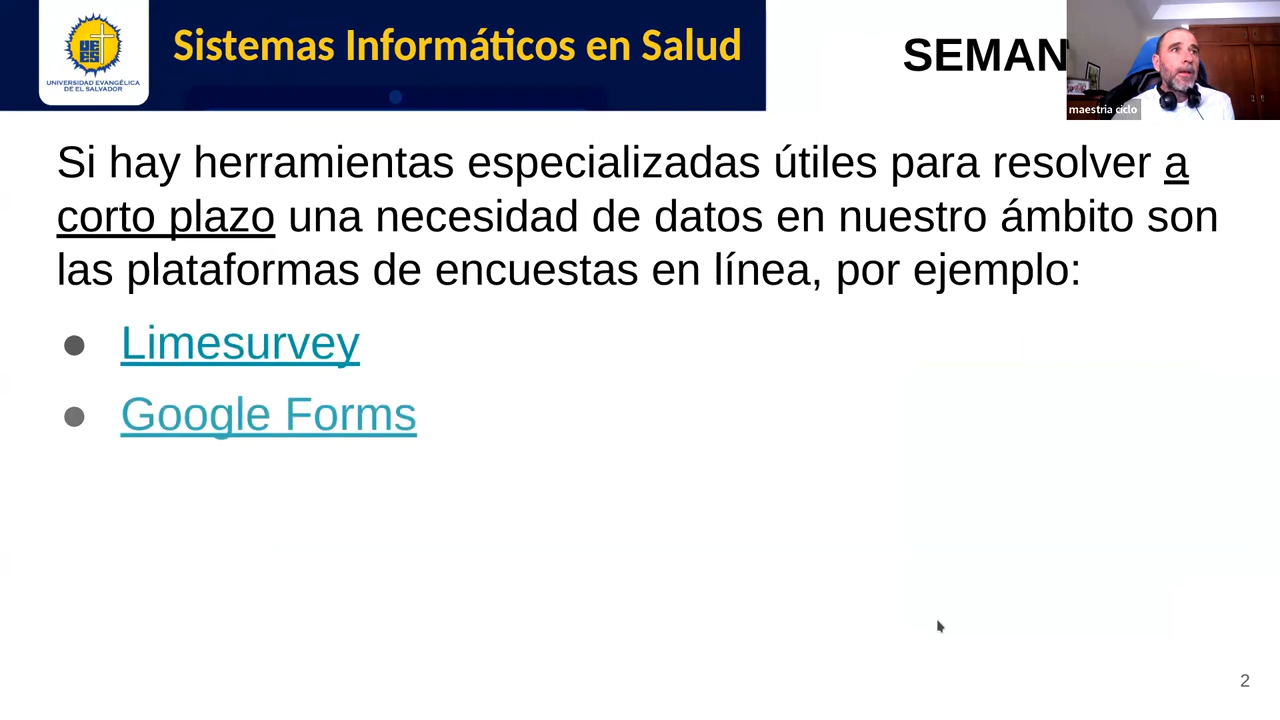 Sistemas Informáticos en Salud
UNIVERSIDAD EVANGÉLICA
DE EL SALVADOR
maestria ciclo
Si hay herramientas especializadas útiles para resolver a
corto plazo una necesidad de datos en nuestro ámbito son
las plataformas de encuestas en línea, por ejemplo:
● Limesurvey
● Google Forms
2